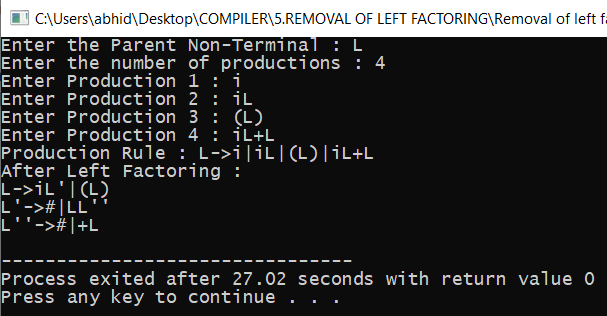 C:\Users\abhid\Desktop\COMPILER\5.REMOVAL OF LEFT FACTORING\Removal of left fa
Enter the Parent Non-Terminal : L
Enter the number of productions : 4
Enter Production 1 : i
Enter Production 2 : iL
Enter Production 3 : (L)
Enter Production 4 : iL+L
Production Rule : L->i|iL|(L)|iL+L
After Left Factoring :
L->iL'|(L)
L'->#|LL''
L''->#|+L
--------------------------------
Process exited after 27.02 seconds with return value 0
Press any key to continue . . .